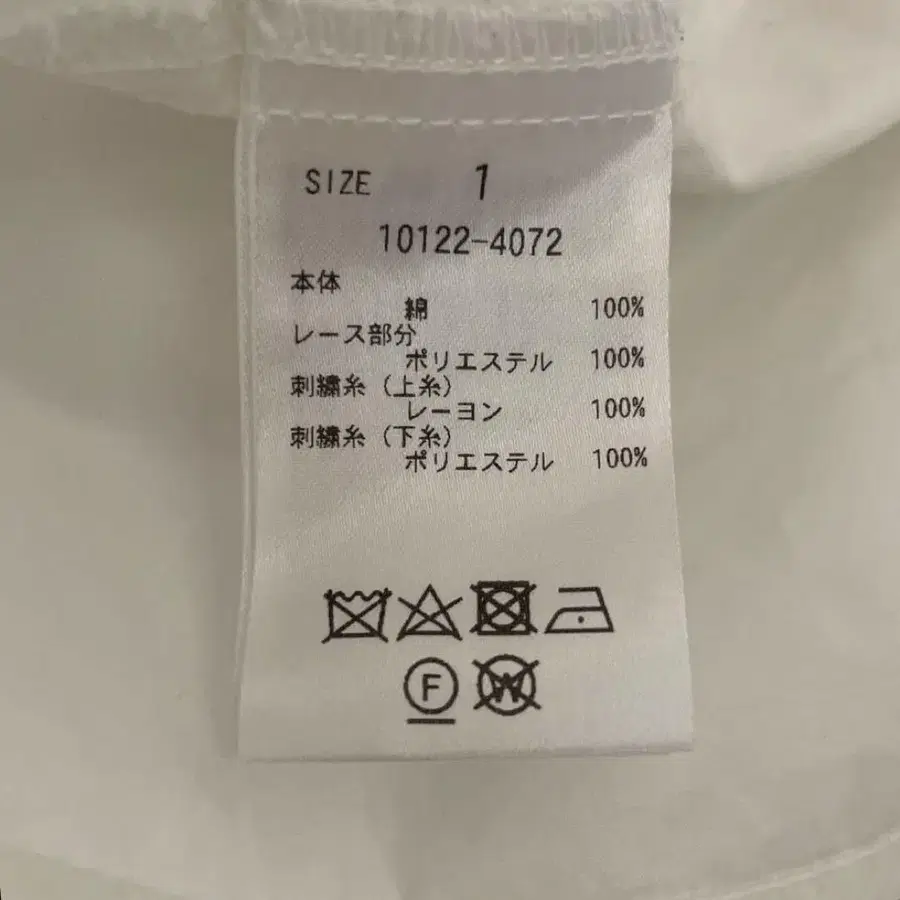 SIZE 1
10122-4072
本体
綿 100%
レース部分
ポリエステル 100%
刺繍糸（上糸）
レーヨン 100%
刺繍糸（下糸）
ポリエステル 100%
F W